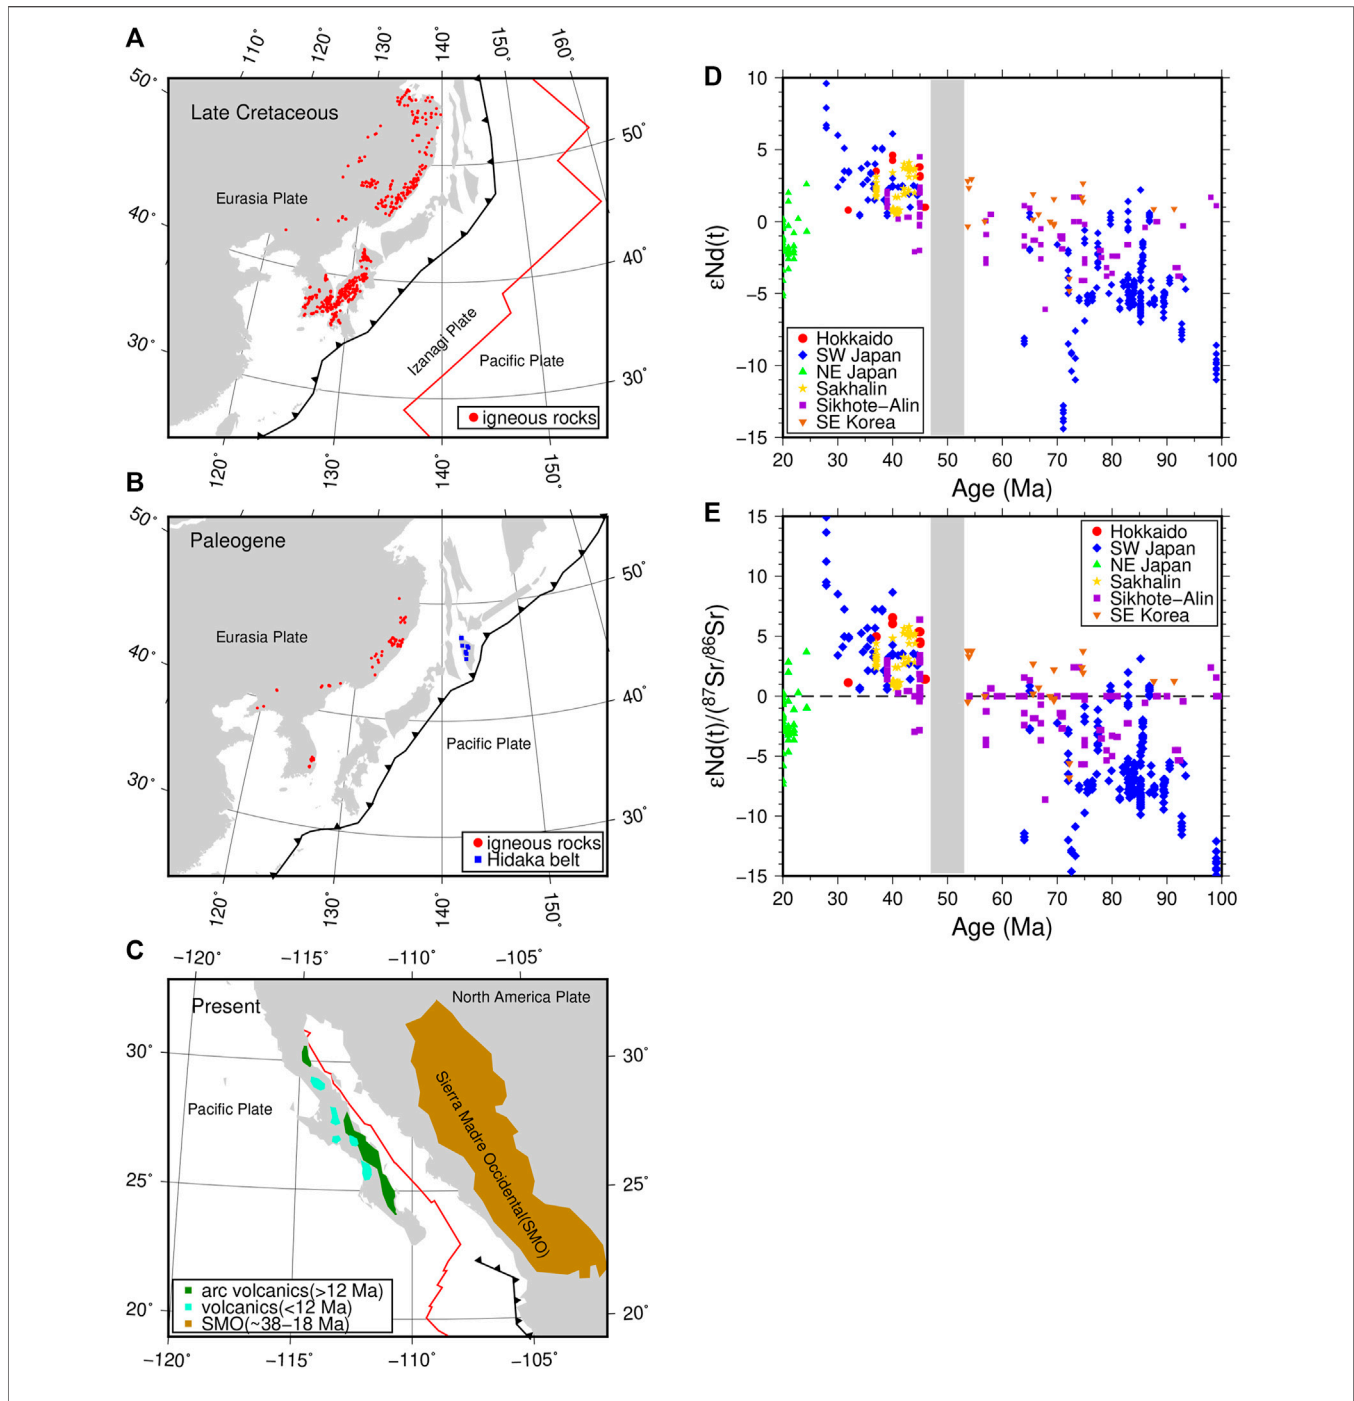 A
110˚
120˚
130˚
140˚
150˚
160˚
50˚
Late Cretaceous
50˚
Eurasia Plate
40˚
40˚
Izanagi Plate
Pacific Plate
30˚
30˚
igneous rocks
120˚
130˚
140˚
150˚
B
50˚
Paleogene
50˚
Eurasia Plate
40˚
40˚
Pacific Plate
30˚
30˚
igneous rocks
Hidaka belt
120˚
130˚
140˚
150˚
C
−120˚
−115˚
−110˚
−105˚
Present
North America Plate
30˚
30˚
Pacific Plate
Sierra Madre Occidental(SMO)
25˚
25˚
arc volcanics(>12 Ma)
volcanics(<12 Ma)
SMO(~38−18 Ma)
20˚
20˚
−120˚
−115˚
−110˚
−105˚
D
10
5
0
−5
−10
−15
εNd(t)
Hokkaido
SW Japan
NE Japan
Sakhalin
Sikhote−Alin
SE Korea
20 30 40 50 60 70 80 90 100
Age (Ma)
E
15
10
5
0
−5
−10
−15
εNd(t)/(⁸⁷Sr/⁸⁶Sr)
Hokkaido
SW Japan
NE Japan
Sakhalin
Sikhote−Alin
SE Korea
20 30 40 50 60 70 80 90 100
Age (Ma)